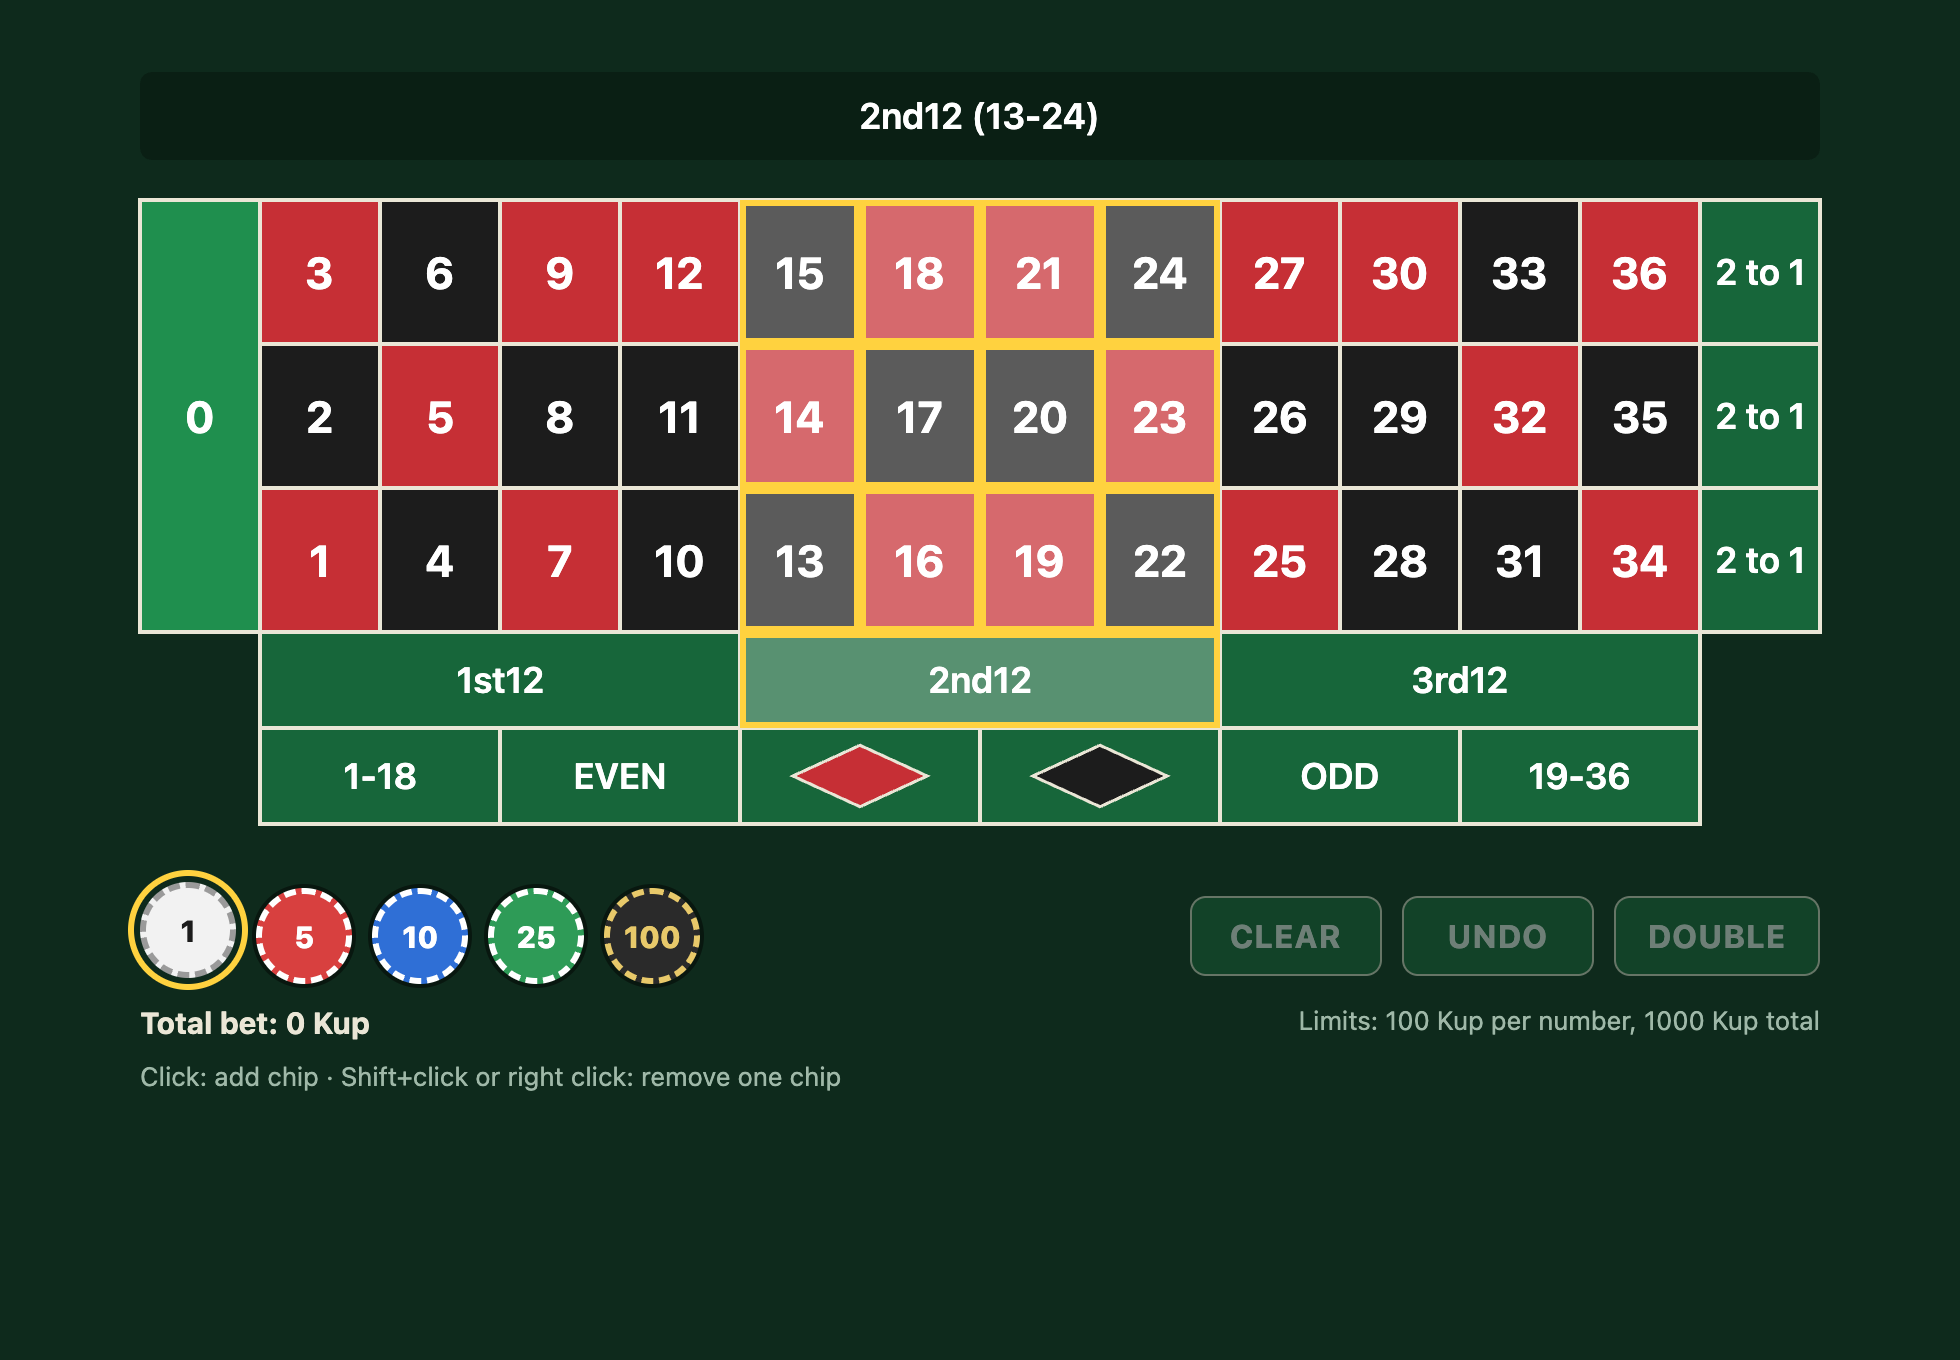 2nd12 (13-24)
3 6 9 12 15 18 21 24 27 30 33 36 2 to 1
0 2 5 8 11 14 17 20 23 26 29 32 35 2 to 1
1 4 7 10 13 16 19 22 25 28 31 34 2 to 1
1st12 2nd12 3rd12
1-18 EVEN ODD 19-36
1 5 10 25 100 CLEAR UNDO DOUBLE
Total bet: 0 Kup Limits: 100 Kup per number, 1000 Kup total
Click: add chip · Shift+click or right click: remove one chip